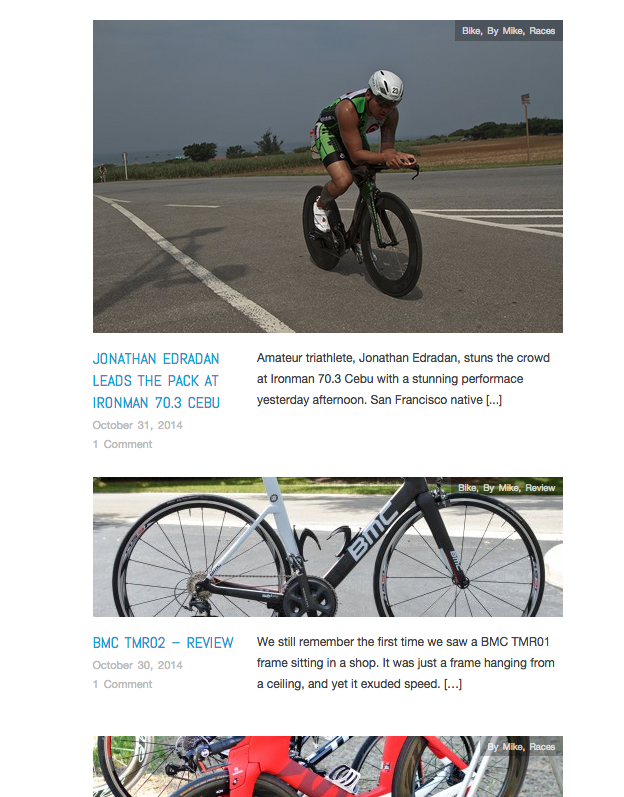 Bike, By Mike, Races
23
JONATHAN EDRADAN
LEADS THE PACK AT
IRONMAN 70.3 CEBU
October 31, 2014
1 Comment
Amateur triathlete, Jonathan Edradan, stuns the crowd
at Ironman 70.3 Cebu with a stunning performace
yesterday afternoon. San Francisco native [...]
Bike, By Mike, Review
BMC
BMC
BMC TMR02 – REVIEW
October 30, 2014
1 Comment
We still remember the first time we saw a BMC TMR01
frame sitting in a shop. It was just a frame hanging from
a ceiling, and yet it exuded speed. […]
By Mike, Races